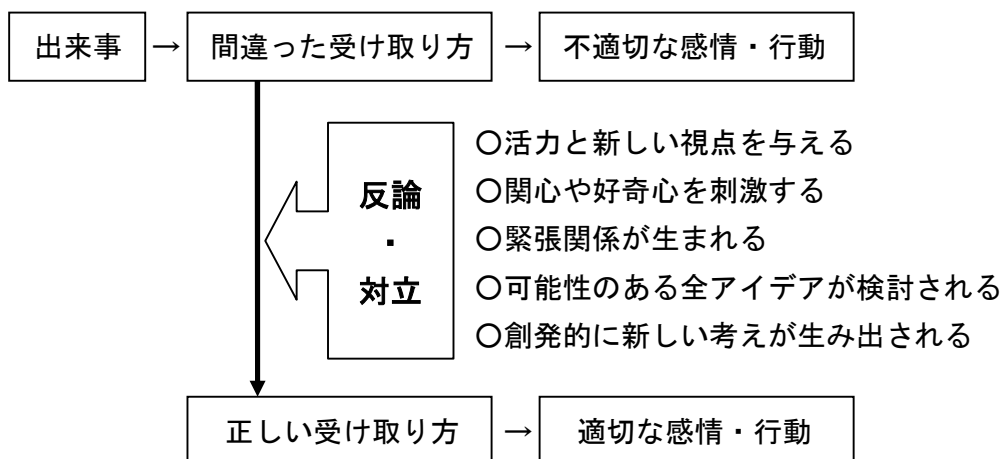 出来事 → 間違った受け取り方 → 不適切な感情・行動
〇活力と新しい視点を与える
〇関心や好奇心を刺激する
反論
・
対立
〇緊張関係が生まれる
〇可能性のある全アイデアが検討される
〇創発的に新しい考えが生み出される
正しい受け取り方 → 適切な感情・行動